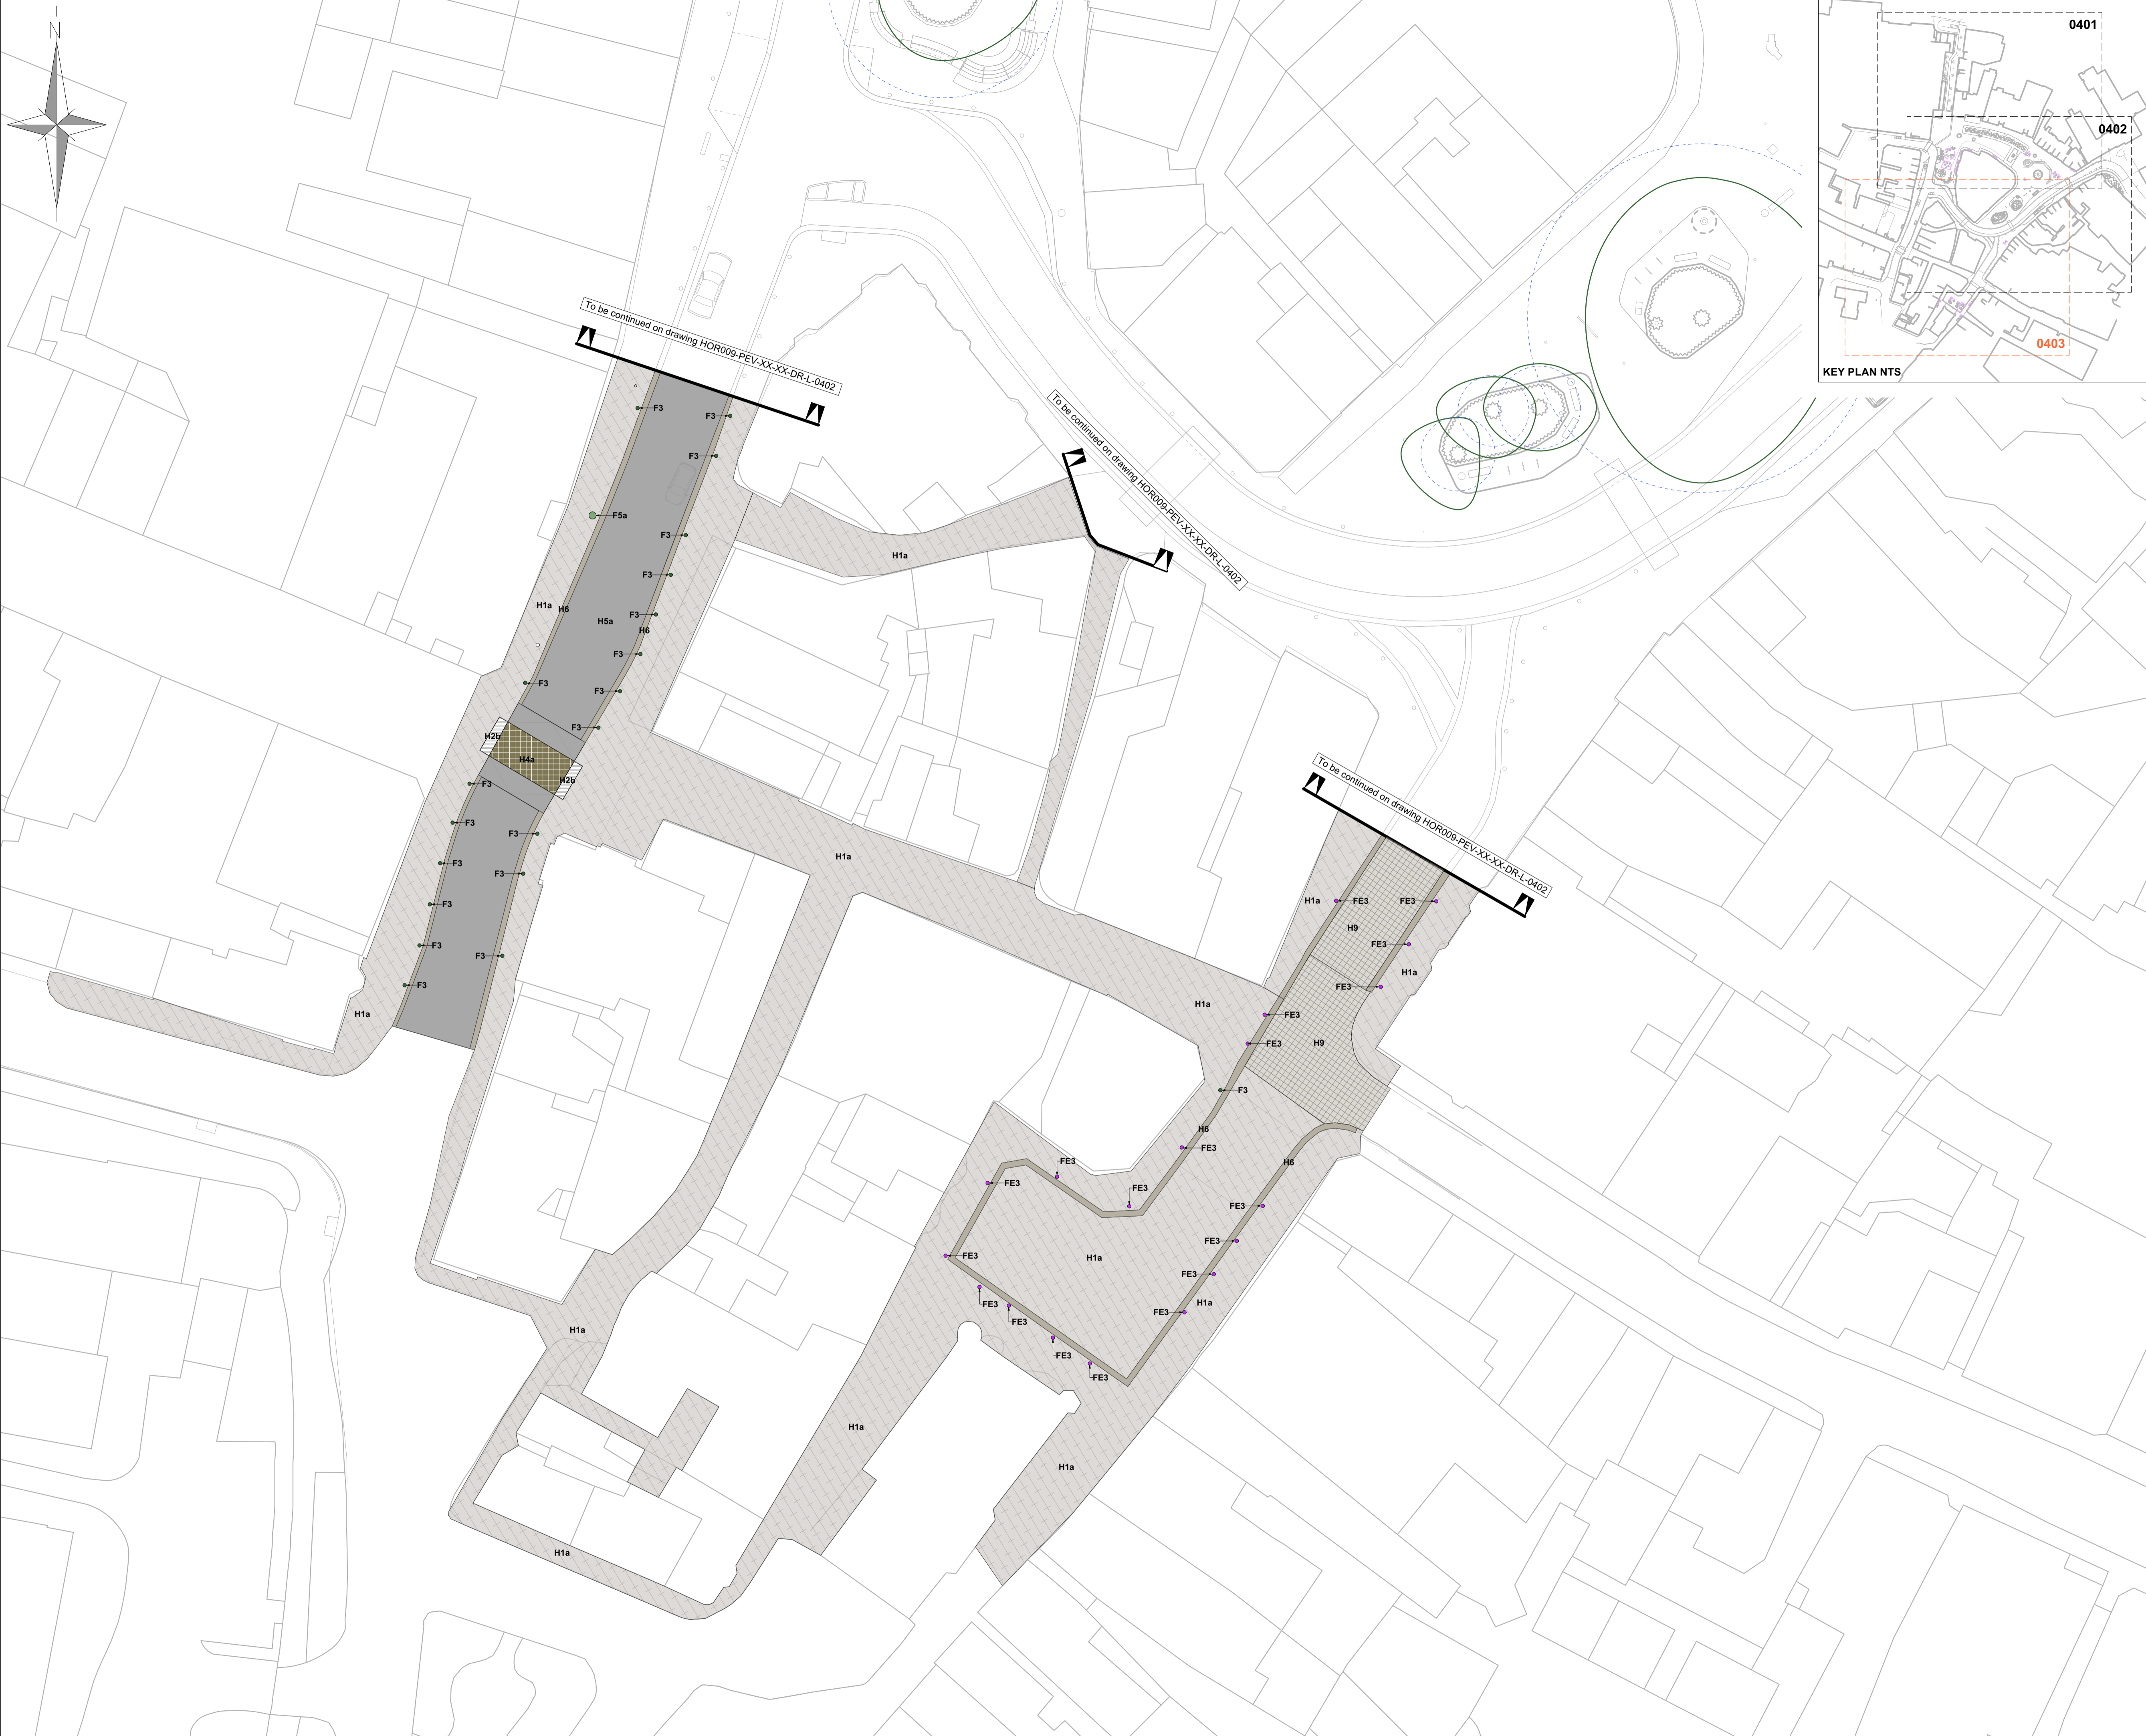 N
0401
0402
0403
KEY PLAN NTS
To be continued on drawing HOR009-PEV-XX-XX-DR-L-0402
To be continued on drawing HOR009-PEV-XX-XX-DR-L-0402
F3
F3
F3
F5a
F3
H1a
F3
H1a
H6
F3
H5a
H6
F3
F3
F3
F3
H2b
H4a
H2b
F3
To be continued on drawing HOR009-PEV-XX-XX-DR-L-0402
F3
F3
H1a
F3
F3
H1a
FE3
FE3
F3
H9
F3
FE3
F3
H1a
F3
FE3
H1a
H1a
FE3
FE3
H9
F3
H6
FE3
FE3
H6
FE3
FE3
FE3
FE3
FE3
H1a
FE3
FE3
FE3
FE3
H1a
FE3
H1a
FE3
FE3
H1a
H1a
H1a